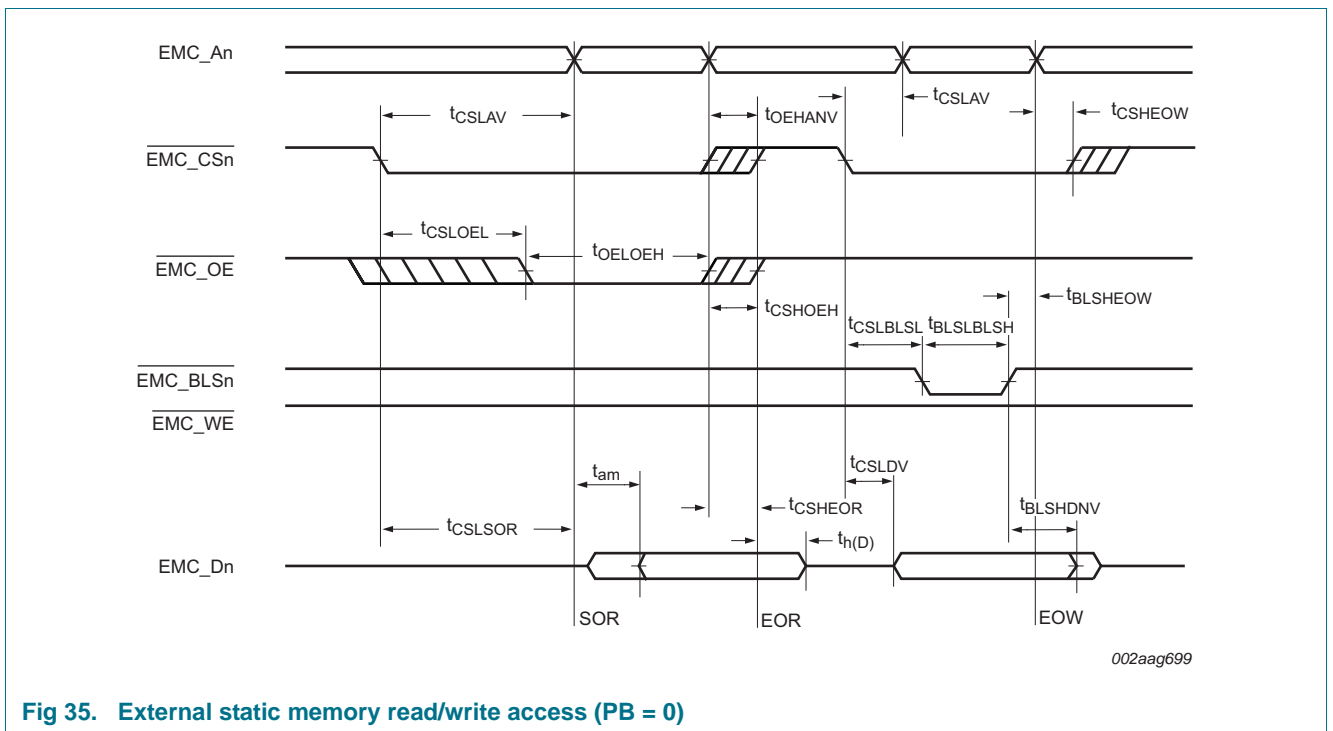 EMC_An
tCSLAV
tOEHANV
tCSLAV
tCSHEOW
EMC_CSn
tCSLOEL
tOELOEH
EMC_OE
tCSHOEH
tBLSHEOW
tCSLBLSL
tBLSLBLSH
EMC_BLSn
EMC_WE
tam
tCSLDV
tCSLSOR
tCSHEOR
tBLSHDNV
th(D)
EMC_Dn
SOR
EOR
EOW
002aag699
Fig 35. External static memory read/write access (PB = 0)